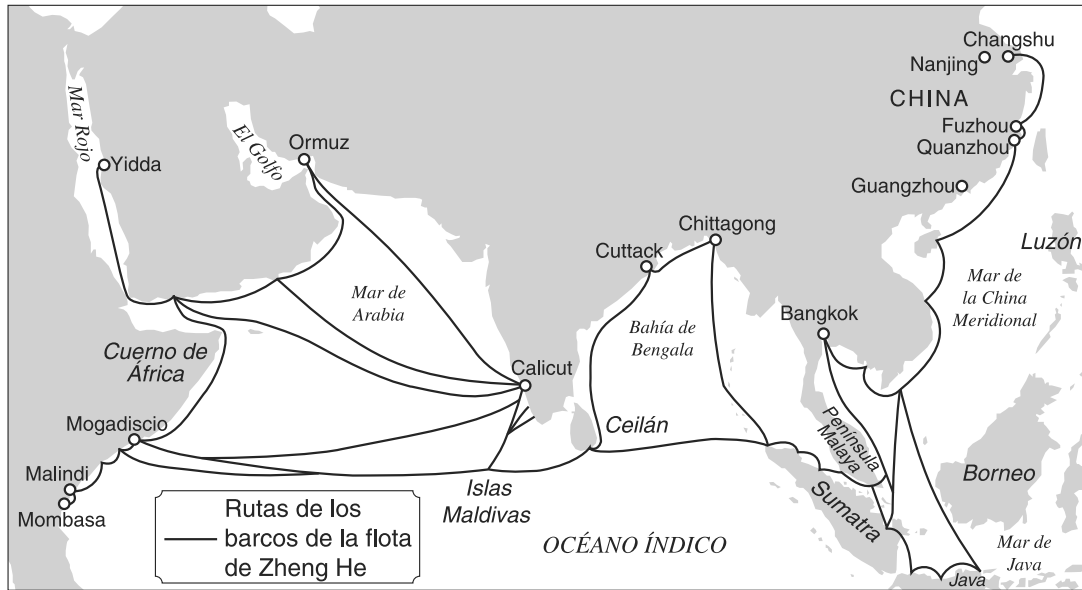 Changshu
Nanjing
CHINA
Mar Rojo
El Golfo
Ormuz
Fuzhou
Quanzhou
Yidda
Guangzhou
Chittagong
Cuttack
Luzón
Mar de
Arabia
Bahía de
Bengala
Mar de
la China
Meridional
Bangkok
Cuerno de
África
Calicut
Mogadiscio
Ceilán
Península
Malaya
Malindi
Borneo
Mombasa
Islas
Maldivas
Sumatra
Rutas de los
barcos de la flota
de Zheng He
OCÉANO ÍNDICO
Mar de
Java
Java